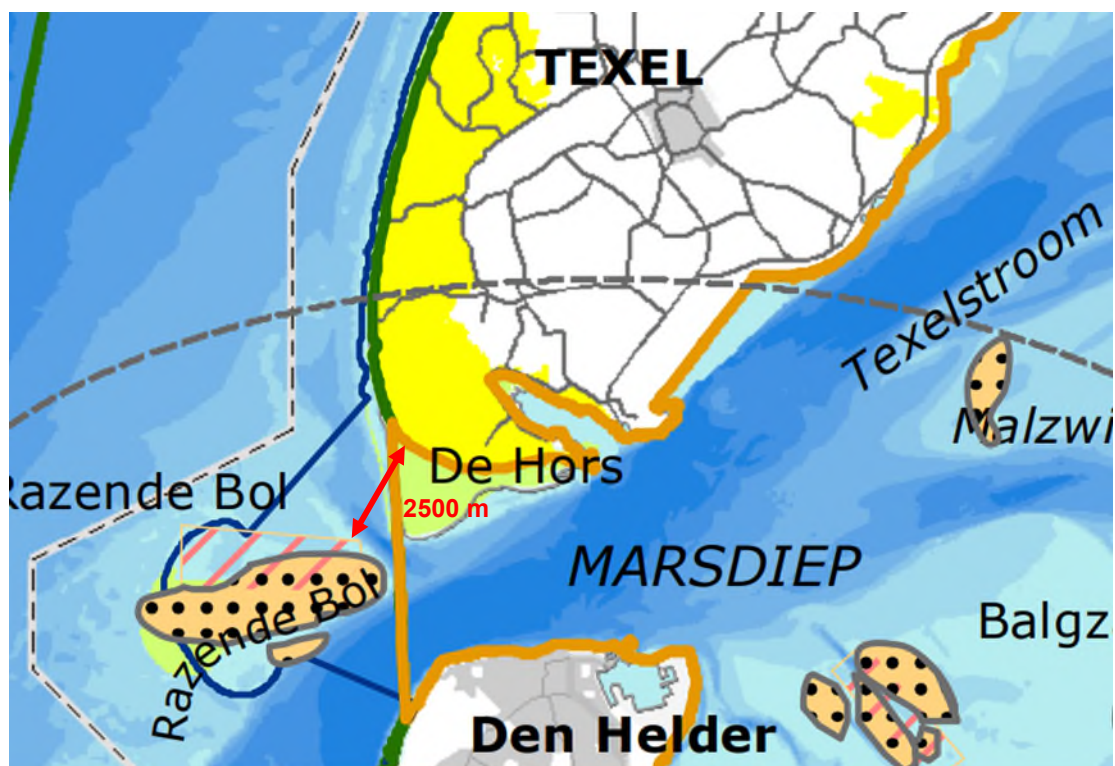 TEXEL
Texelstroom
Malzwi
Razende Bol
De Hors
2500 m
MARSDIEP
Razende Bol
Balgz
Den Helder